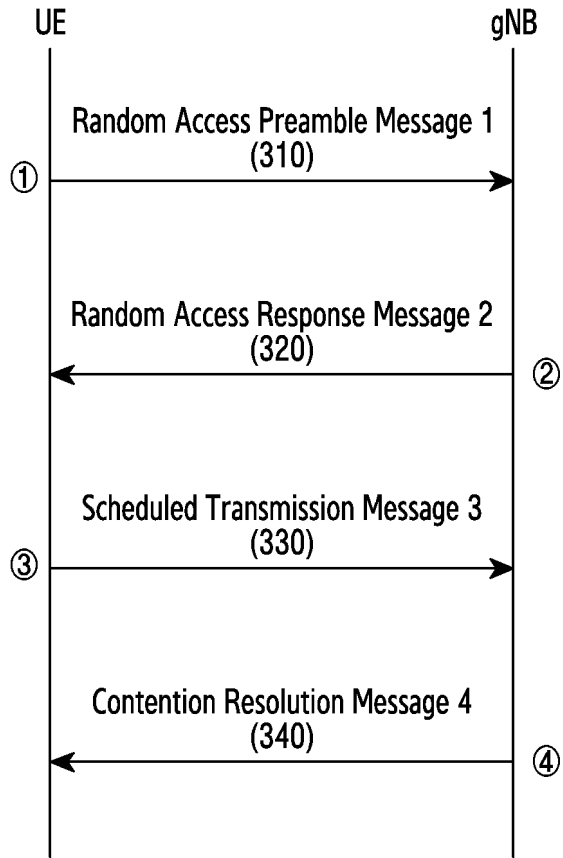 UE
gNB
Random Access Preamble Message 1
(310)
①
Random Access Response Message 2
(320)
②
Scheduled Transmission Message 3
(330)
③
Contention Resolution Message 4
(340)
④